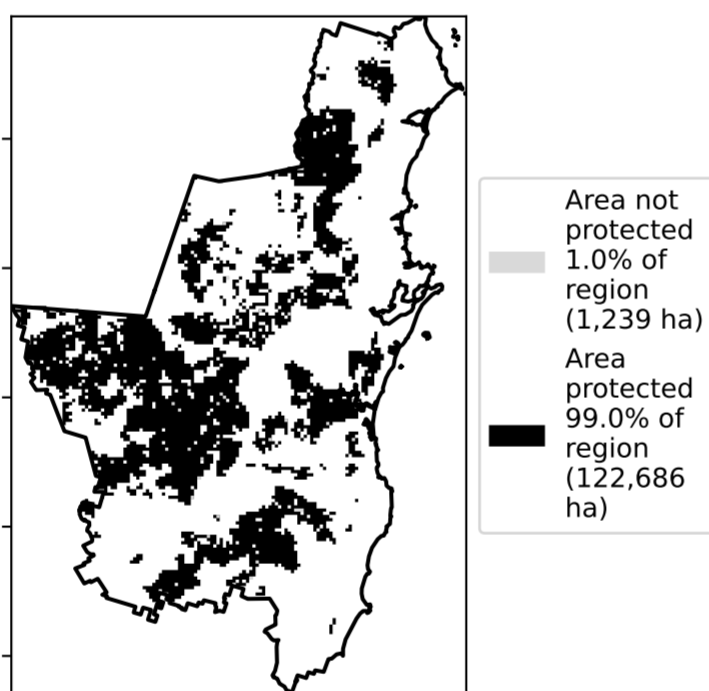 Area not
protected
1.0% of
region
(1,239 ha)
Area
protected
99.0% of
region
(122,686
ha)